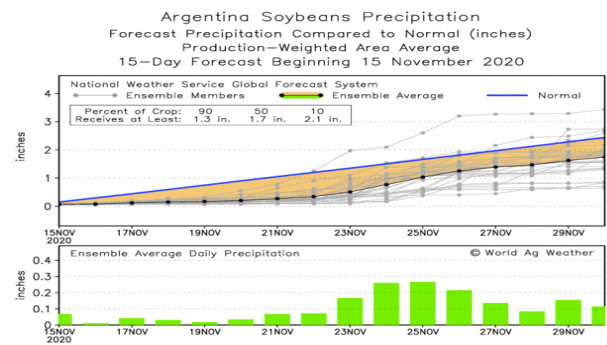 Argentina Soybeans Precipitation
Forecast Precipitation Compared to Normal (inches)
Production-Weighted Area Average
15-Day Forecast Beginning 15 November 2020
National Weather Service Global Forecast System
Ensemble Members Ensemble Average Normal
Percent of Crop: 90 50 10
Receives at Least: 1.3 in. 1.7 in. 2.1 in.
inches
4
3
2
1
0
15NOV 17NOV 19NOV 21NOV 23NOV 25NOV 27NOV 29NOV
2020
Ensemble Average Daily Precipitation © World Ag Weather
inches
0.4
0.3
0.2
0.1
0
15NOV 17NOV 19NOV 21NOV 23NOV 25NOV 27NOV 29NOV
2020